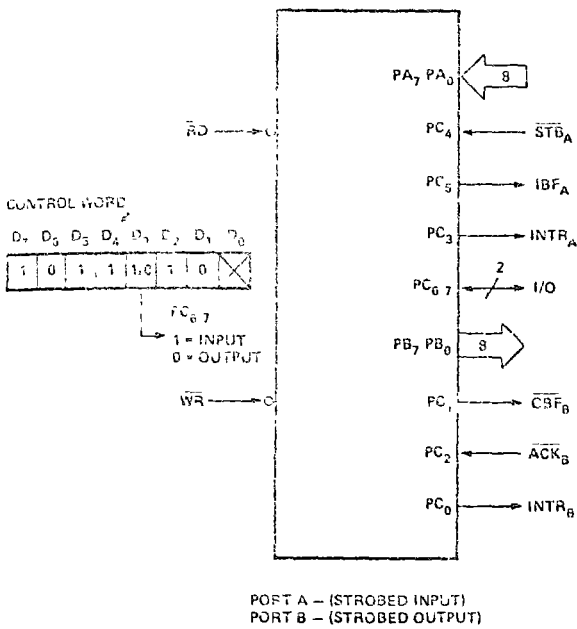 PA7 PA0 8
RD PC4 STBA
PC5 IBFA
CONTROL WORD
D7 D6 D5 D4 D3 D2 D1 D0
PC3 INTRA
1 0 1 1 1/0 1 0 X
PC6-7 2 I/O
PC6-7
1 = INPUT
0 = OUTPUT
PB7 PB0 8
WR PC1 OBFB
PC2 ACKB
PC0 INTRB
PORT A – (STROBED INPUT)
PORT B – (STROBED OUTPUT)